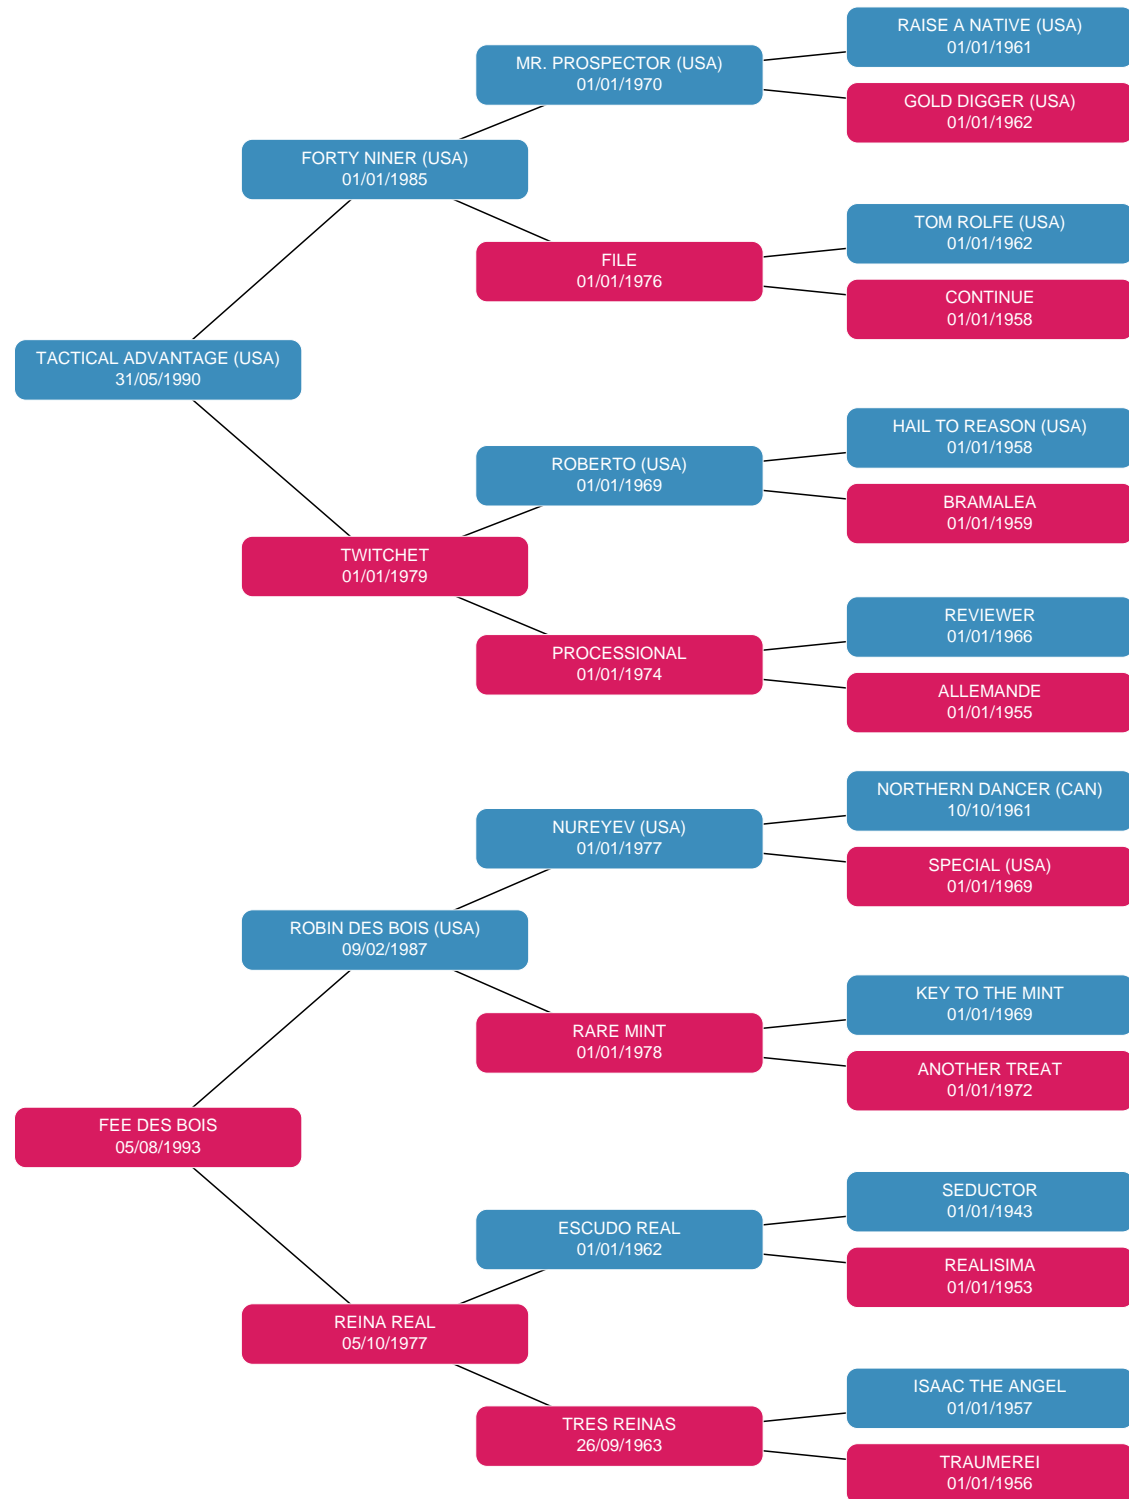 RAISE A NATIVE (USA)
01/01/1961
MR. PROSPECTOR (USA)
01/01/1970
GOLD DIGGER (USA)
01/01/1962
FORTY NINER (USA)
01/01/1985
TOM ROLFE (USA)
01/01/1962
FILE
01/01/1976
CONTINUE
01/01/1958
TACTICAL ADVANTAGE (USA)
31/05/1990
HAIL TO REASON (USA)
01/01/1958
ROBERTO (USA)
01/01/1969
BRAMALEA
01/01/1959
TWITCHET
01/01/1979
REVIEWER
01/01/1966
PROCESSIONAL
01/01/1974
ALLEMANDE
01/01/1955
NORTHERN DANCER (CAN)
10/10/1961
NUREYEV (USA)
01/01/1977
SPECIAL (USA)
01/01/1969
ROBIN DES BOIS (USA)
09/02/1987
KEY TO THE MINT
01/01/1969
RARE MINT
01/01/1978
ANOTHER TREAT
01/01/1972
FEE DES BOIS
05/08/1993
SEDUCTOR
01/01/1943
ESCUDO REAL
01/01/1962
REALISIMA
01/01/1953
REINA REAL
05/10/1977
ISAAC THE ANGEL
01/01/1957
TRES REINAS
26/09/1963
TRAUMEREI
01/01/1956